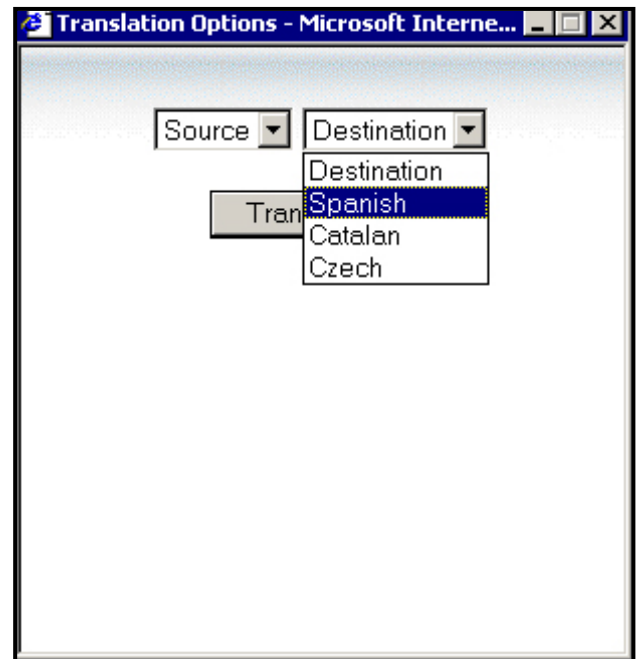 Translation Options - Microsoft Interne...
Source Destination
Destination
Tran Spanish
Catalan
Czech